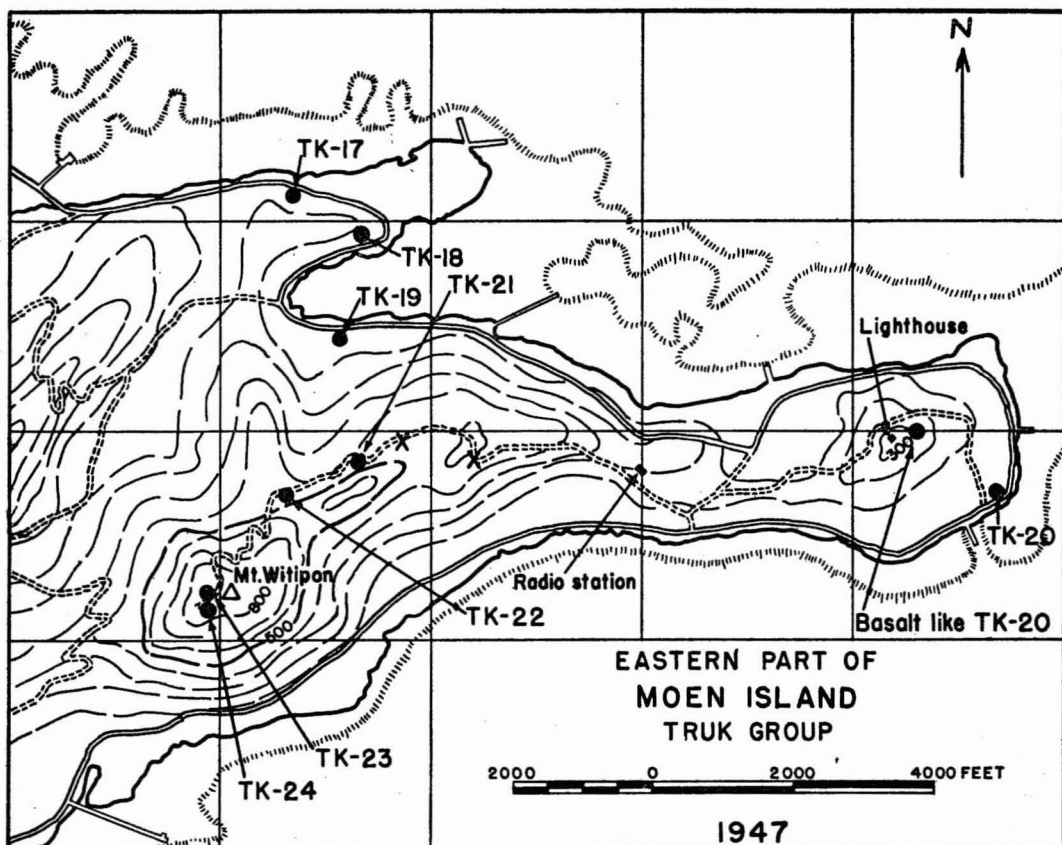 N
TK-17
TK-18
TK-19
TK-21
Lighthouse
300
X
X
TK-20
Radio station
Mt. Witipon
800
600
TK-22
Basalt like TK-20
TK-23
TK-24
EASTERN PART OF
MOEN ISLAND
TRUK GROUP
2000 0 2000 4000 FEET
1947